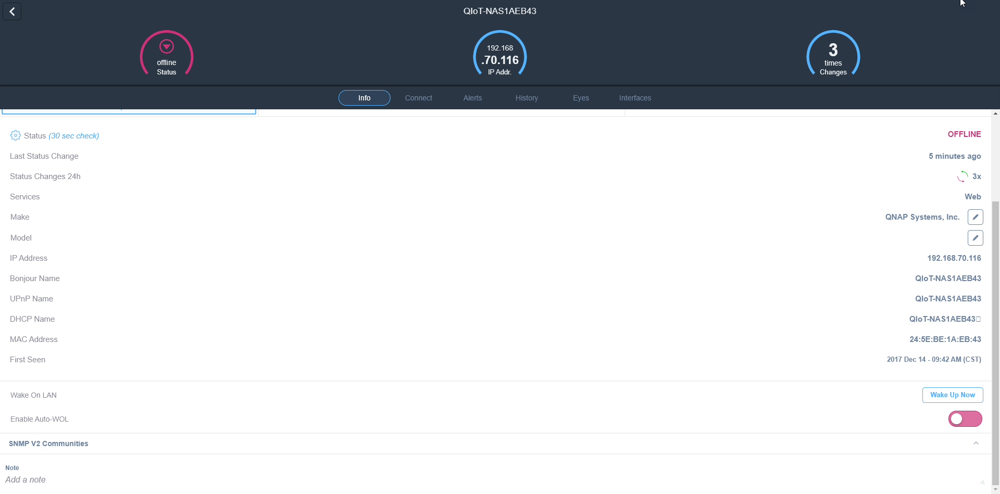 QIoT-NAS1AEB43
offline
Status
192.168
.70.116
IP Addr.
3
times
Changes
Info Connect Alerts History Eyes Interfaces
Status (30 sec check) OFFLINE
Last Status Change 5 minutes ago
Status Changes 24h 3x
Services Web
Make QNAP Systems, Inc.
Model
IP Address 192.168.70.116
Bonjour Name QIoT-NAS1AEB43
UPnP Name QIoT-NAS1AEB43
DHCP Name QIoT-NAS1AEB43□
MAC Address 24:5E:BE:1A:EB:43
First Seen 2017 Dec 14 - 09:42 AM (CST)
Wake On LAN Wake Up Now
Enable Auto-WOL
SNMP V2 Communities
Note
Add a note